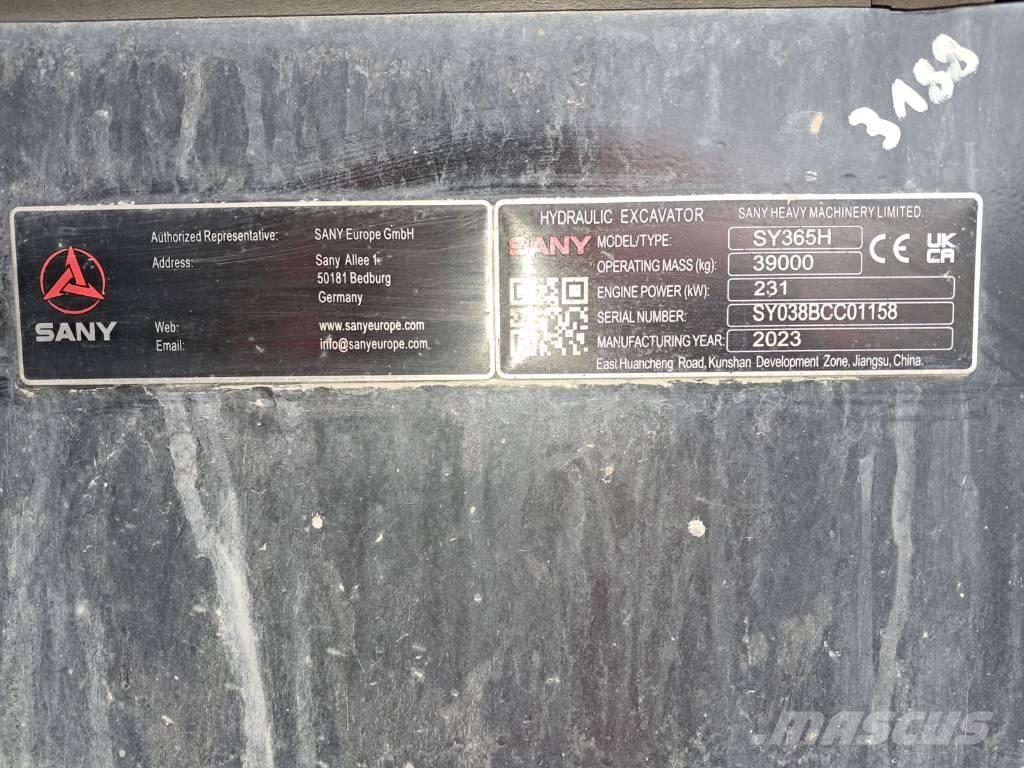 3188
SANY
Authorized Representative: SANY Europe GmbH
Address: Sany Allee 1
50181 Bedburg
Germany
Web: www.sanyeurope.com
Email: info@sanyeurope.com
HYDRAULIC EXCAVATOR SANY HEAVY MACHINERY LIMITED.
SANY
MODEL/TYPE: SY365H
OPERATING MASS (kg): 39000
ENGINE POWER (kW): 231
SERIAL NUMBER: SY038BCC01158
MANUFACTURING YEAR: 2023
East Huancheng Road, Kunshan Development Zone, Jiangsu, China.
CE UK CA
MASCUS